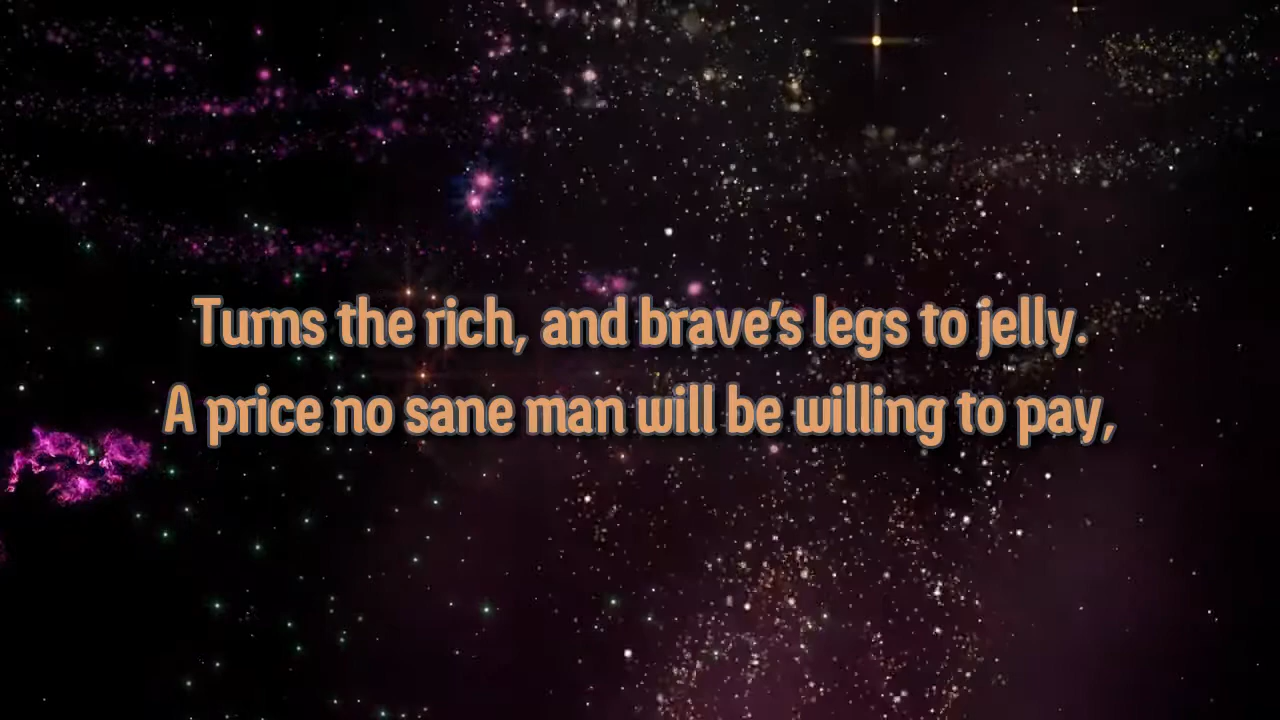 Turns the rich, and brave's legs to jelly.
A price no sane man will be willing to pay,